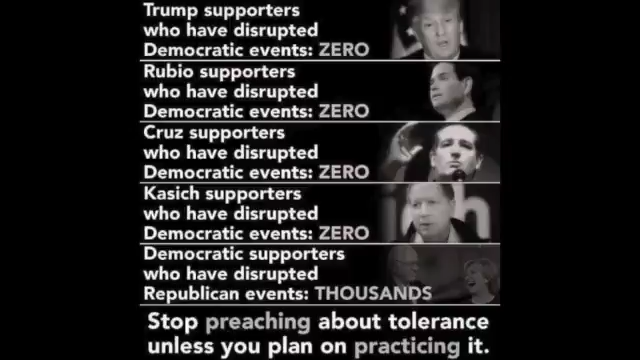 Trump supporters
who have disrupted
Democratic events: ZERO
Rubio supporters
who have disrupted
Democratic events: ZERO
Cruz supporters
who have disrupted
Democratic events: ZERO
Kasich supporters
who have disrupted
Democratic events: ZERO
Democratic supporters
who have disrupted
Republican events: THOUSANDS
Stop preaching about tolerance
unless you plan on practicing it.